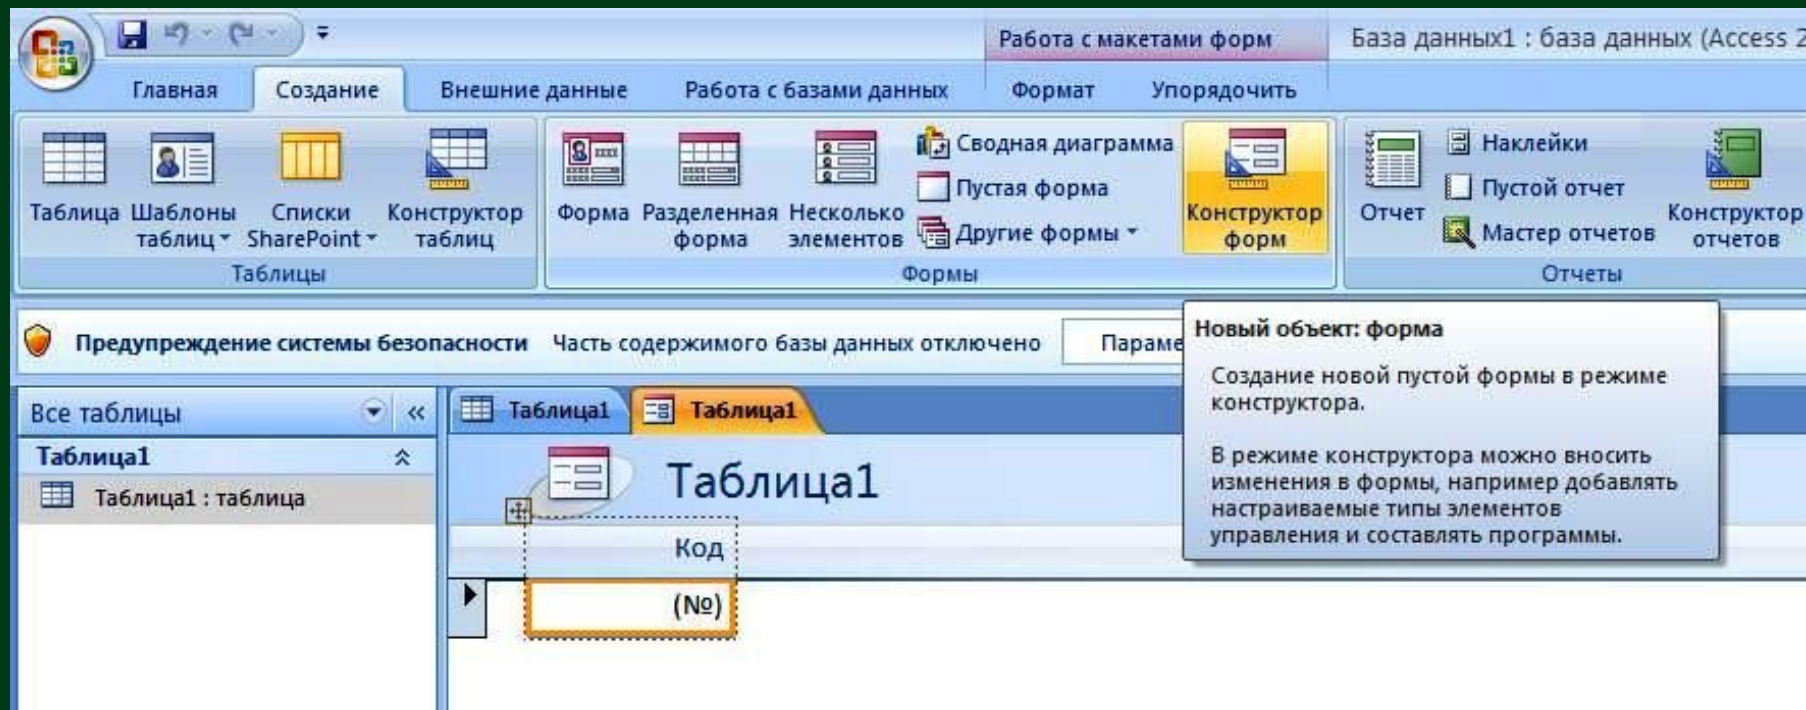 Работа с макетами форм
База данных1 : база данных (Access 2
Главная Создание Внешние данные Работа с базами данных Формат Упорядочить
Таблица
Шаблоны
таблиц
Списки
SharePoint
Конструктор
таблиц
Таблицы
Форма
Разделенная
форма
Несколько
элементов
Сводная диаграмма
Пустая форма
Другие формы
Конструктор
форм
Формы
Отчет
Наклейки
Пустой отчет
Мастер отчетов
Конструктор
отчетов
Отчеты
Предупреждение системы безопасности Часть содержимого базы данных отключено Параме
Новый объект: форма
Создание новой пустой формы в режиме
конструктора.
В режиме конструктора можно вносить
изменения в формы, например добавлять
настраиваемые типы элементов
управления и составлять программы.
Все таблицы
Таблица1
Таблица1 : таблица
Таблица1 Таблица1
Таблица1
Код
(№)